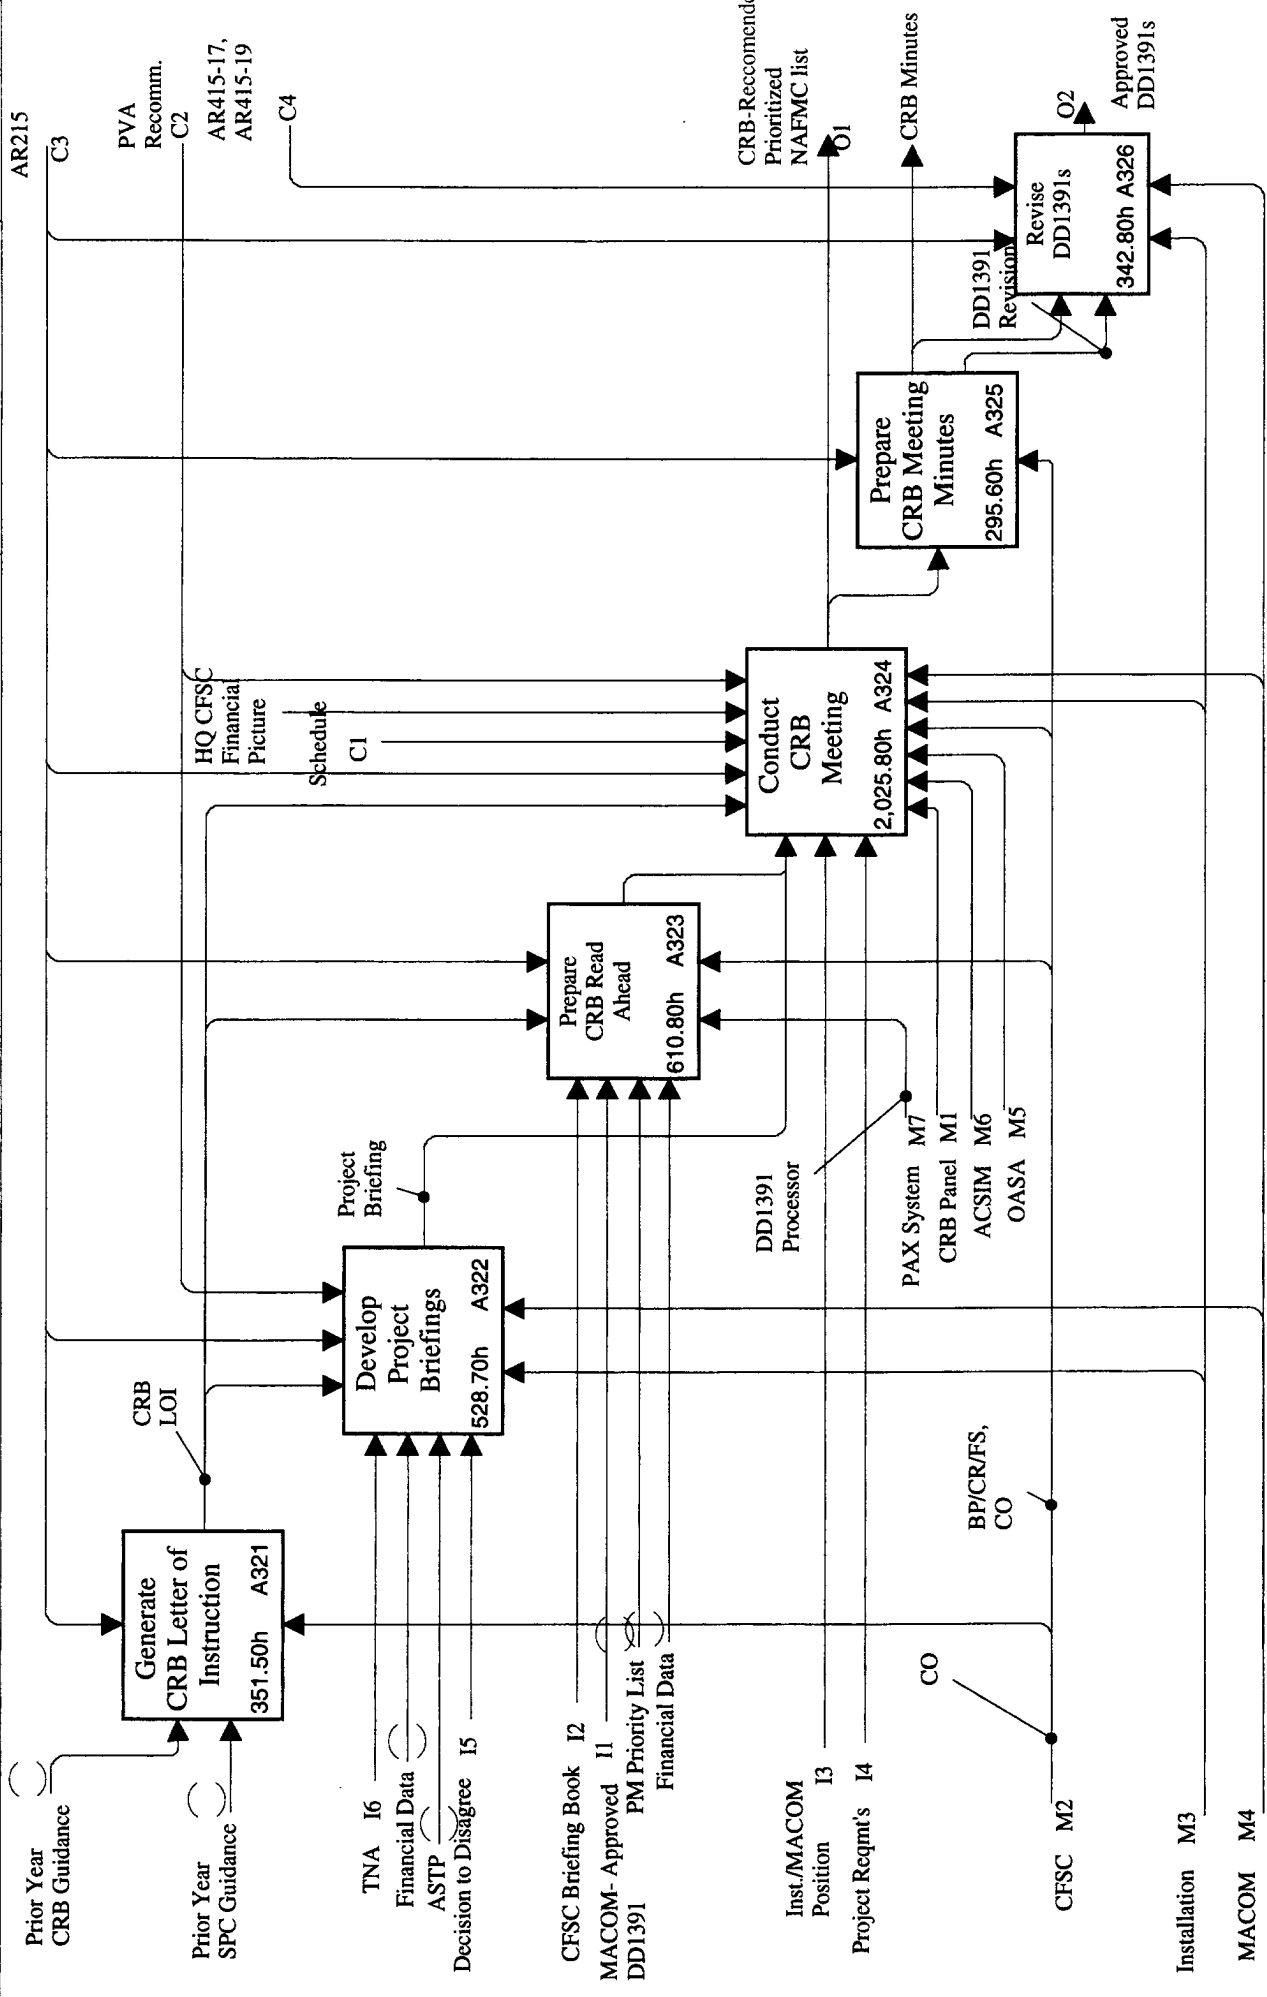 AR215
C3
PVA
Recomm.
C2
AR415-17,
AR415-19
C4
Prior Year
CRB Guidance
Prior Year
SPC Guidance
Generate
CRB Letter of
Instruction
351.50h A321
CRB
LOI
HQ CFSC
Financial
Picture
Schedule
C1
TNA I6
Financial Data
ASTP
Decision to Disagree I5
Develop
Project
Briefings
528.70h A322
Project
Briefing
CFSC Briefing Book I2
MACOM- Approved I1
DD1391
PM Priority List
Financial Data
Prepare
CRB Read
Ahead
610.80h A323
Inst./MACOM
Position I3
Project Reqmt's I4
Conduct
CRB
Meeting
2,025.80h A324
DD1391
Processor
PAX System M7
CRB Panel M1
ACSIM M6
OASA M5
CRB-Reccomende
Prioritized
NAFMC list
O1
CRB Minutes
Prepare
CRB Meeting
Minutes
295.60h A325
DD1391
Revision
Revise
DD1391s
342.80h A326
O2
Approved
DD1391s
CO
BP/CR/FS,
CO
CFSC M2
Installation M3
MACOM M4